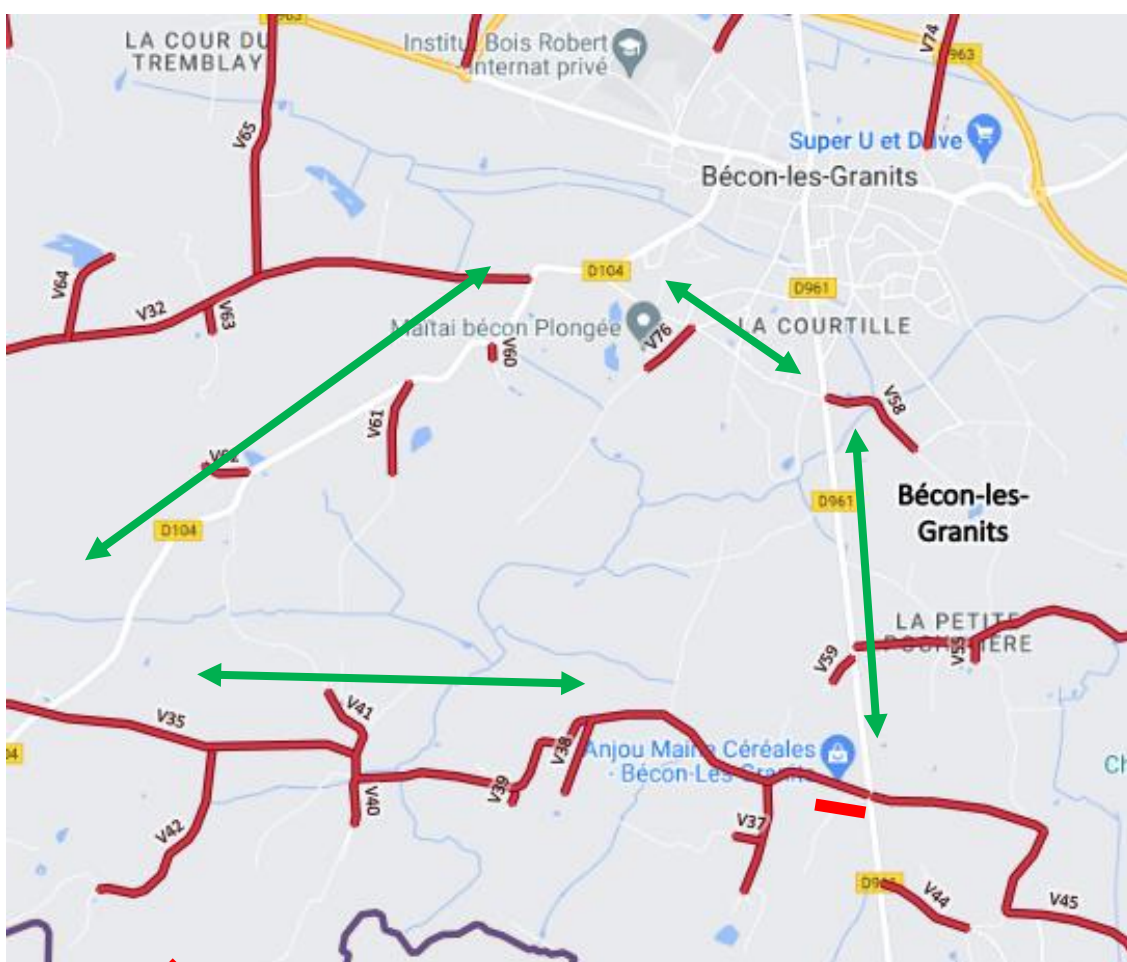 D963
LA COUR DU
TREMBLAY
Institut Bois Robert
Internat privé
V74
D963
V65
Super U et Drive
Bécon-les-Granits
V64
V32
V63
D104
D961
Maïtai bécon Plongée
V76
LA COURTILLE
V60
V61
V58
V62
D104
D961
Bécon-les-
Granits
LA PETITE
V59
V55
V35
V41
V38
Anjou Maine Céréales
- Bécon-Les-Granits
V39
V40
V42
V37
V44
V45